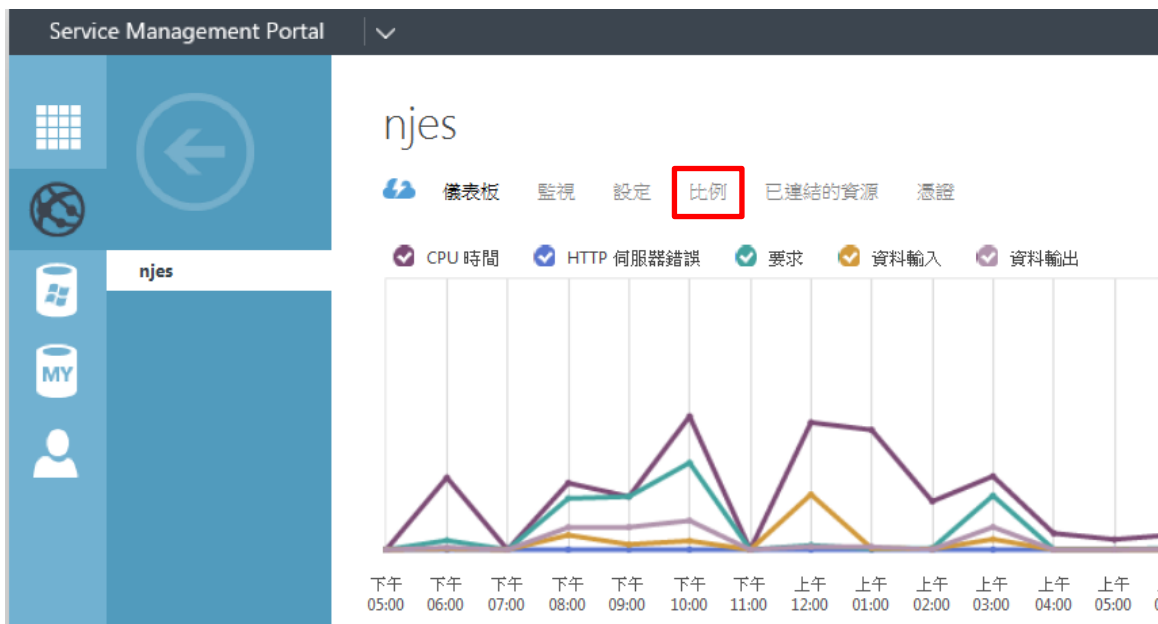 Service Management Portal
njes
儀表板 監視 設定 比例 已連結的資源 憑證
CPU 時間 HTTP 伺服器錯誤 要求 資料輸入 資料輸出
njes
MY
下午 下午 下午 下午 下午 下午 下午 上午 上午 上午 上午 上午 上午
05:00 06:00 07:00 08:00 09:00 10:00 11:00 12:00 01:00 02:00 03:00 04:00 05:00